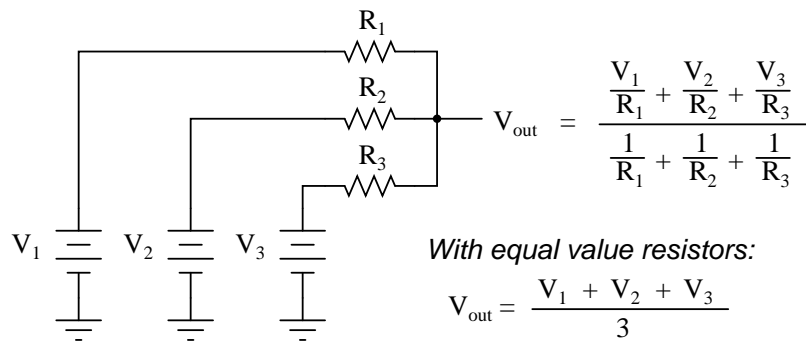 R1
R2
R3
V1
V2
V3
Vout = V1/R1 + V2/R2 + V3/R3
1/R1 + 1/R2 + 1/R3
With equal value resistors:
Vout = V1 + V2 + V3
3